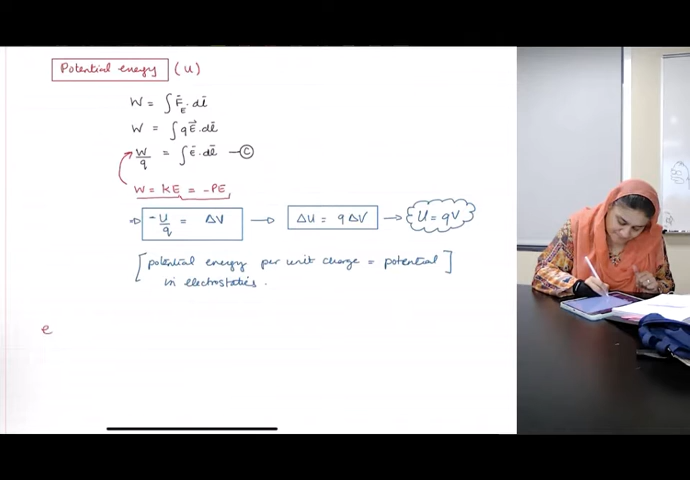 Potential energy (U)
W = ∫ F̄_E · dl̄
W = ∫ qE⃗ · dl̄
W/q = ∫ Ē · dl̄ — Ⓒ
W = KE = -PE
→ -U/q = ΔV → ΔU = qΔV → U = qV
[potential energy per unit charge = potential]
in electrostatics.
e